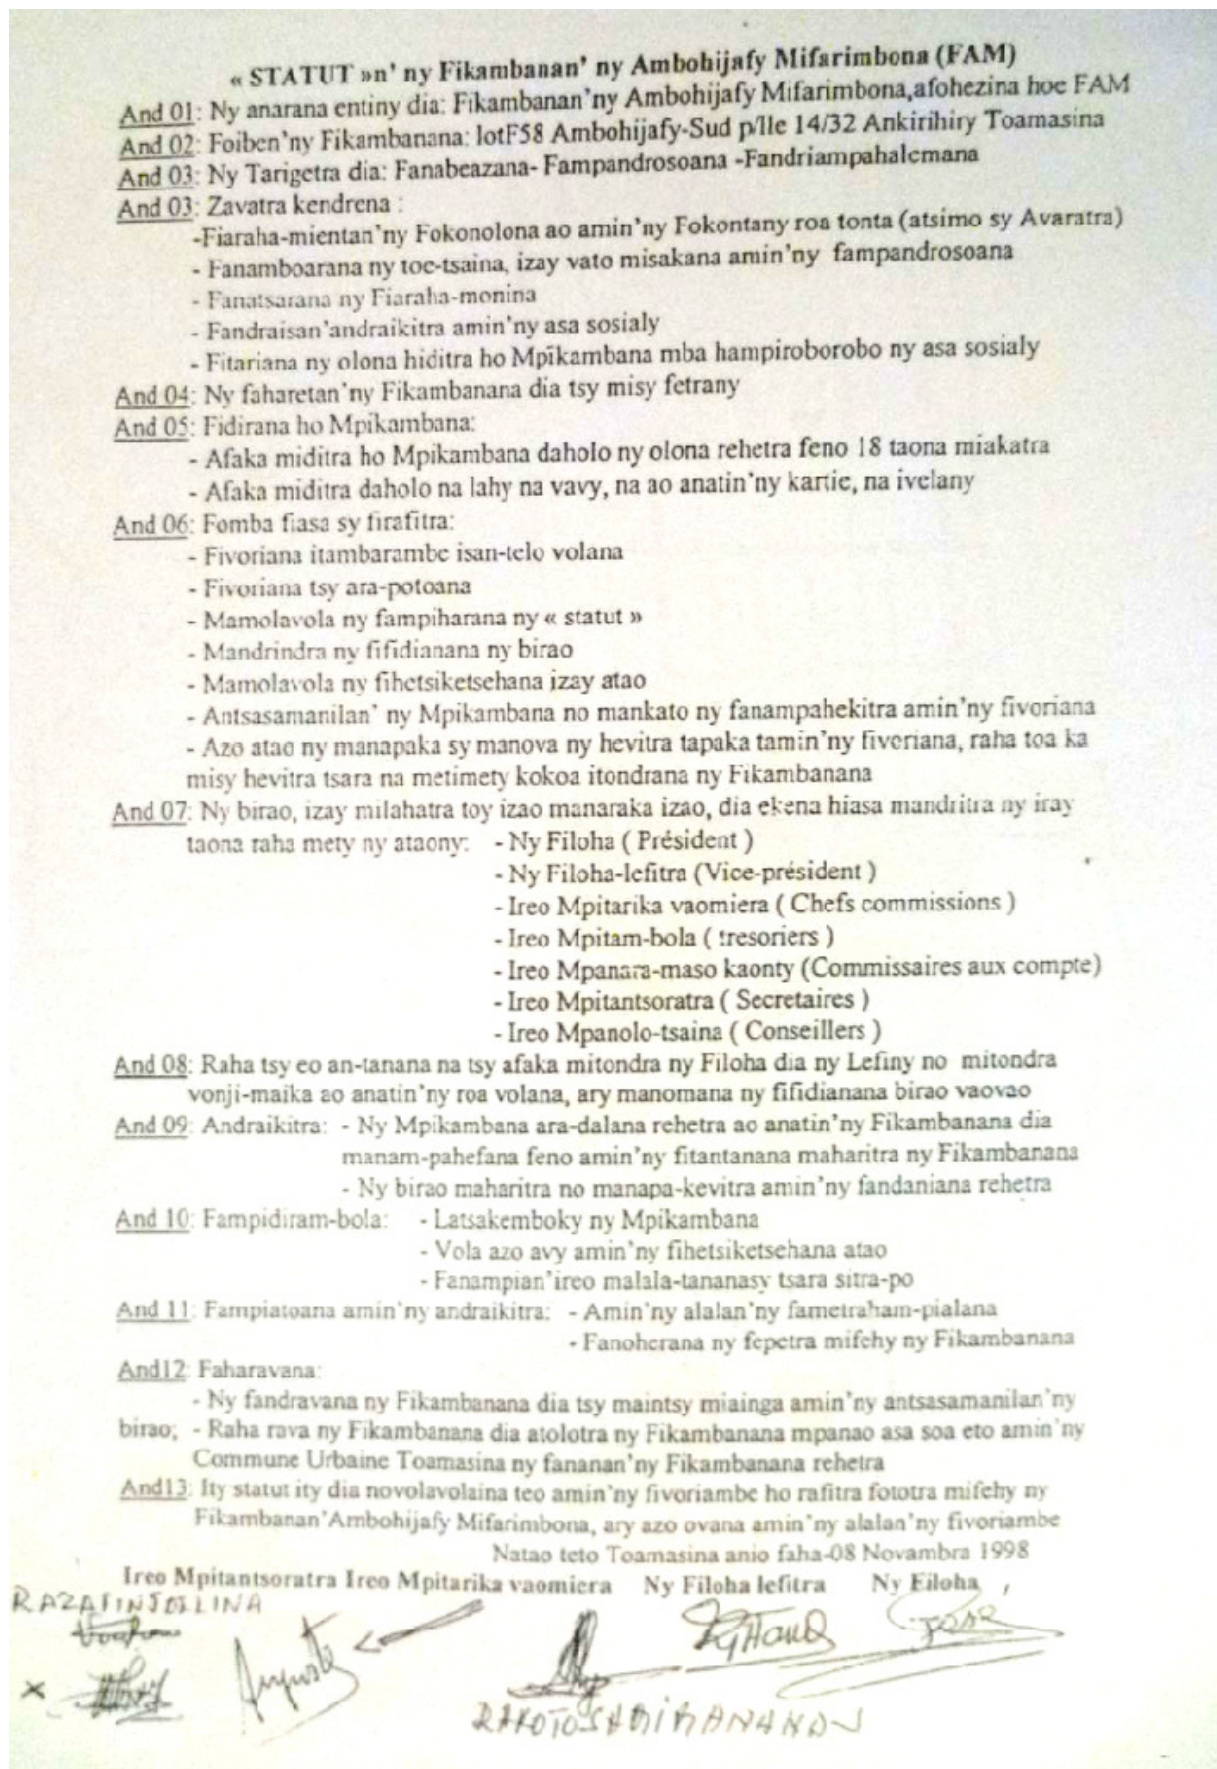 « STATUT »n' ny Fikambanan' ny Ambohijafy Mifarimbona (FAM)
And 01: Ny anarana entiny dia: Fikambanan'ny Ambohijafy Mifarimbona,afohezina hoe FAM
And 02: Foiben'ny Fikambanana: lotF58 Ambohijafy-Sud p/lle 14/32 Ankirihiry Toamasina
And 03: Ny Tarigetra dia: Fanabeazana- Fampandrosoana -Fandriampahalemana
And 03: Zavatra kendrena :
-Fiaraha-mientan'ny Fokonolona ao amin'ny Fokontany roa tonta (atsimo sy Avaratra)
- Fanamboarana ny toe-tsaina, izay vato misakana amin'ny fampandrosoana
- Fanatsarana ny Fiaraha-monina
- Fandraisan'andraikitra amin'ny asa sosialy
- Fitariana ny olona hiditra ho Mpikambana mba hampiroborobo ny asa sosialy
And 04: Ny faharetan'ny Fikambanana dia tsy misy fetrany
And 05: Fidirana ho Mpikambana:
- Afaka miditra ho Mpikambana daholo ny olona rehetra feno 18 taona miakatra
- Afaka miditra daholo na lahy na vavy, na ao anatin'ny kartie, na ivelany
And 06: Fomba fiasa sy firafitra:
- Fivoriana itambarambe isan-telo volana
- Fivoriana tsy ara-potoana
- Mamolavola ny fampiharana ny « statut »
- Mandrindra ny fifidianana ny birao
- Mamolavola ny fihetsiketsehana izay atao
- Antsasamanilan' ny Mpikambana no mankato ny fanampahekitra amin'ny fivoriana
- Azo atao ny manapaka sy manova ny hevitra tapaka tamin'ny fivoriana, raha toa ka
misy hevitra tsara na metimety kokoa itondrana ny Fikambanana
And 07: Ny birao, izay milahatra toy izao manaraka izao, dia ekena hiasa mandritra ny iray
taona raha mety ny ataony: - Ny Filoha ( Président )
- Ny Filoha-lefitra (Vice-président )
- Ireo Mpitarika vaomiera ( Chefs commissions )
- Ireo Mpitam-bola ( tresoriers )
- Ireo Mpanara-maso kaonty (Commissaires aux compte)
- Ireo Mpitantsoratra ( Secretaires )
- Ireo Mpanolo-tsaina ( Conseillers )
And 08: Raha tsy eo an-tanana na tsy afaka mitondra ny Filoha dia ny Lefiny no mitondra
vonji-maika ao anatin'ny roa volana, ary manomana ny fifidianana birao vaovao
And 09: Andraikitra: - Ny Mpikambana ara-dalana rehetra ao anatin'ny Fikambanana dia
manam-pahefana feno amin'ny fitantanana maharitra ny Fikambanana
- Ny birao maharitra no manapa-kevitra amin'ny fandaniana rehetra
And 10: Fampidiram-bola: - Latsakemboky ny Mpikambana
- Vola azo avy amin'ny fihetsiketsehana atao
- Fanampian'ireo malala-tananasy tsara sitra-po
And 11: Fampiatoana amin'ny andraikitra: - Amin'ny alalan'ny fametraham-pialana
- Fanoherana ny fepetra mifehy ny Fikambanana
And12: Faharavana:
- Ny fandravana ny Fikambanana dia tsy maintsy miainga amin'ny antsasamanilan'ny
birao; - Raha rava ny Fikambanana dia atolotra ny Fikambanana mpanao asa soa eto amin'ny
Commune Urbaine Toamasina ny fananan'ny Fikambanana rehetra
And13: Ity statut ity dia novolavolaina teo amin'ny fivoriambe ho rafitra fototra mifehy ny
Fikambanan'Ambohijafy Mifarimbona, ary azo ovana amin'ny alalan'ny fivoriambe
Natao teto Toamasina anio faha-08 Novambra 1998
Ireo Mpitantsoratra Ireo Mpitarika vaomiera Ny Filoha lefitra Ny Filoha